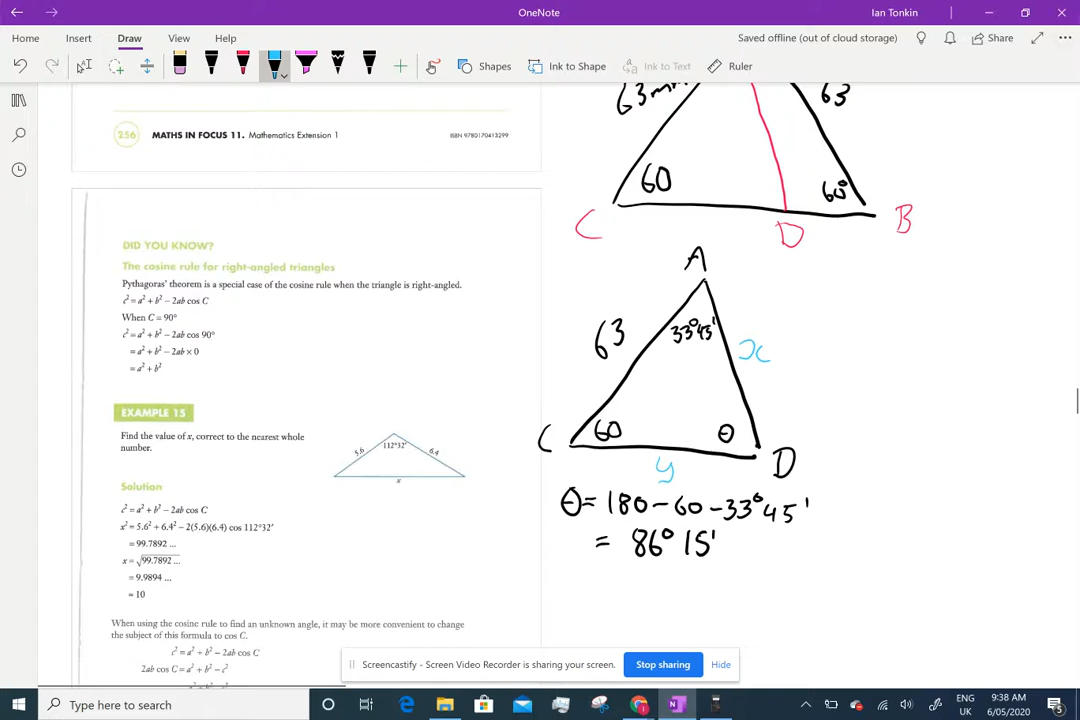 OneNote
Ian Tonkin
Home Insert Draw View Help
Saved offline (out of cloud storage)
Share
Shapes
Ink to Shape
Ink to Text
Ruler
256 MATHS IN FOCUS 11. Mathematics Extension 1 ISBN 9780170413299
DID YOU KNOW?
The cosine rule for right-angled triangles
Pythagoras' theorem is a special case of the cosine rule when the triangle is right-angled.
c² = a² + b² − 2ab cos C
When C = 90°
c² = a² + b² − 2ab cos 90°
= a² + b² − 2ab × 0
= a² + b²
EXAMPLE 15
Find the value of x, correct to the nearest whole
number.
5.6
112°32'
6.4
x
Solution
c² = a² + b² − 2ab cos C
x² = 5.6² + 6.4² − 2(5.6)(6.4) cos 112°32'
= 99.7892 ...
x = √99.7892 ...
= 9.9894 ...
= 10
When using the cosine rule to find an unknown angle, it may be more convenient to change
the subject of this formula to cos C.
c² = a² + b² − 2ab cos C
2ab cos C = a² + b² − c²
63mm
63
60
60°
C
D
B
A
63
33°45'
x
C
60
θ
D
y
θ = 180 − 60 − 33°45'
= 86°15'
Screencastify - Screen Video Recorder is sharing your screen.
Stop sharing
Hide
Type here to search
ENG
UK
9:38 AM
6/05/2020
5